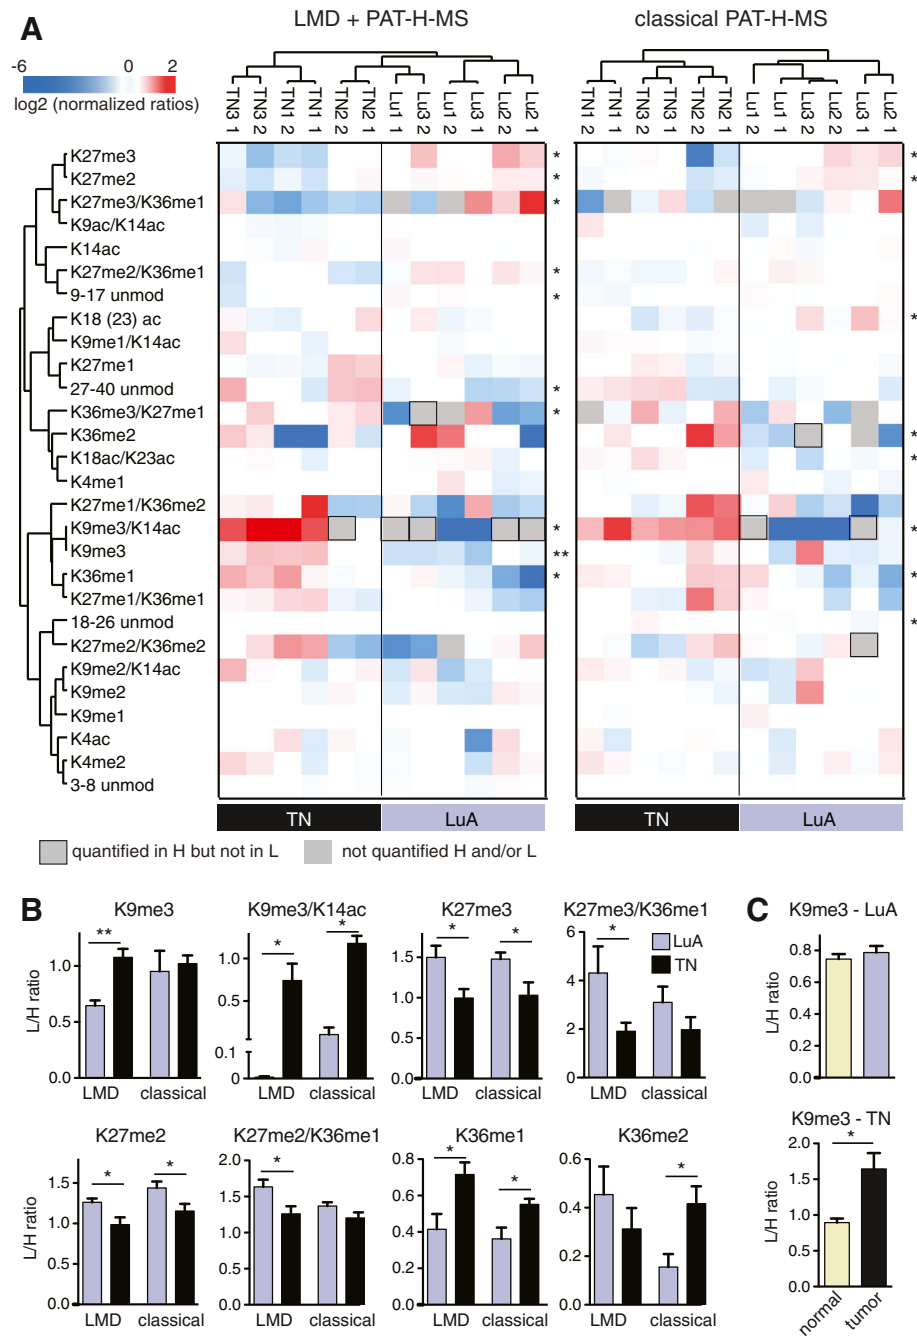 A
LMD + PAT-H-MS
classical PAT-H-MS
-6 0 2
log2 (normalized ratios)
TN3 1
TN3 2
TN1 2
TN1 1
TN2 2
TN2 1
Lu1 1
Lu3 2
Lu1 2
Lu3 1
Lu2 2
Lu2 1
TN1 2
TN1 1
TN3 2
TN3 1
TN2 2
TN2 1
Lu1 1
Lu1 2
Lu3 2
Lu2 2
Lu3 1
Lu2 1
K27me3 * *
K27me2 * *
K27me3/K36me1 *
K9ac/K14ac
K14ac
K27me2/K36me1 *
9-17 unmod *
K18 (23) ac *
K9me1/K14ac
K27me1
27-40 unmod *
K36me3/K27me1 *
K36me2 *
K18ac/K23ac *
K4me1
K27me1/K36me2
K9me3/K14ac * *
K9me3 **
K36me1 * *
K27me1/K36me1
18-26 unmod *
K27me2/K36me2
K9me2/K14ac
K9me2
K9me1
K4ac
K4me2
3-8 unmod
TN LuA TN LuA
quantified in H but not in L
not quantified H and/or L
B
K9me3
L/H ratio
1.0
0.5
0.0
**
LMD classical
K9me3/K14ac
1.0
0.5
0.1
0
*
*
LMD classical
K27me3
1.5
1.0
0.5
0.0
*
*
LMD classical
K27me3/K36me1
6
4
2
0
*
LuA
TN
LMD classical
K27me2
L/H ratio
1.5
1.0
0.5
0.0
*
*
LMD classical
K27me2/K36me1
2.0
1.5
1.0
0.5
0.0
*
LMD classical
K36me1
0.8
0.6
0.4
0.2
0.0
*
*
LMD classical
K36me2
0.6
0.4
0.2
0.0
*
LMD classical
C
K9me3 - LuA
L/H ratio
0.8
0.6
0.4
0.2
0.0
K9me3 - TN
L/H ratio
2.0
1.5
1.0
0.5
0.0
*
normal
tumor